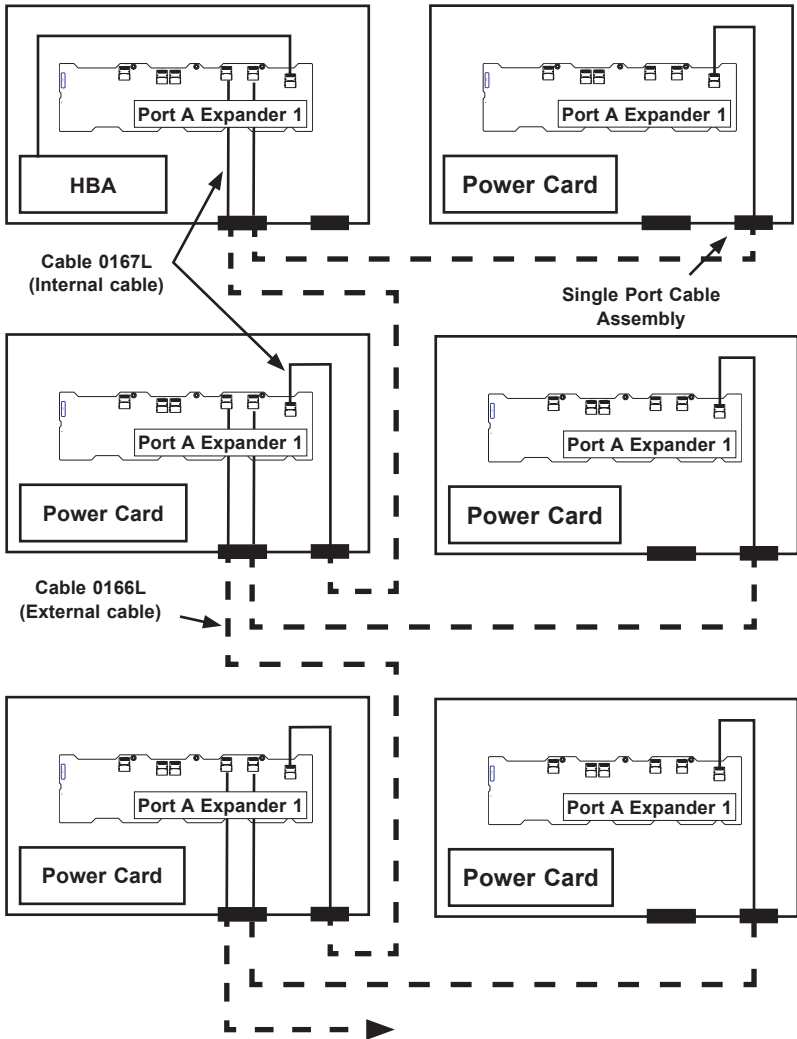 Port A Expander 1
HBA
Port A Expander 1
Power Card
Cable 0167L
(Internal cable)
Single Port Cable
Assembly
Port A Expander 1
Power Card
Port A Expander 1
Power Card
Cable 0166L
(External cable)
Port A Expander 1
Power Card
Port A Expander 1
Power Card